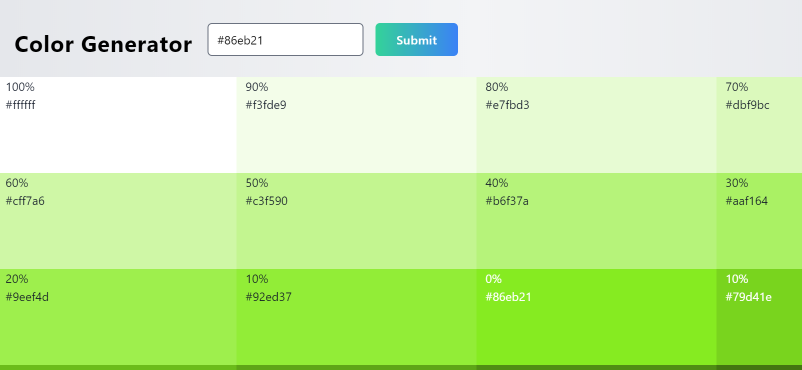 Color Generator
#86eb21
Submit
100%
#ffffff
90%
#f3fde9
80%
#e7fbd3
70%
#dbf9bc
60%
#cff7a6
50%
#c3f590
40%
#b6f37a
30%
#aaf164
20%
#9eef4d
10%
#92ed37
0%
#86eb21
10%
#79d41e